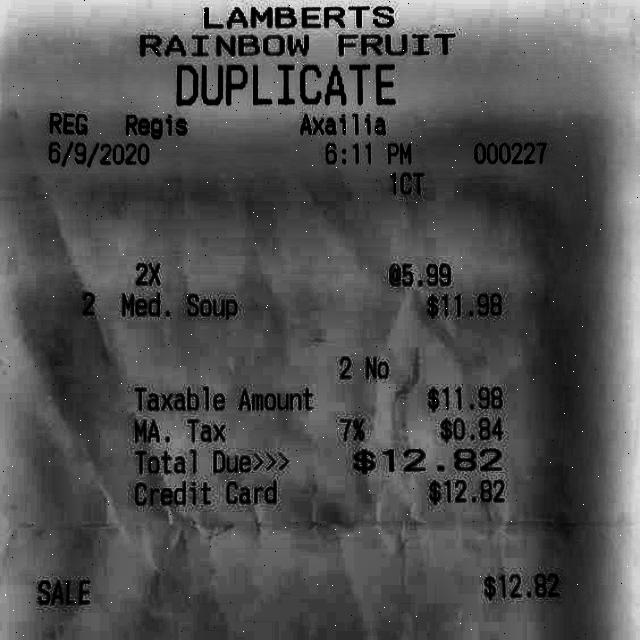 LAMBERTS
RAINBOW FRUIT
DUPLICATE
REG Regis Axailia
6/9/2020 6:11 PM 000227
1CT
2X @5.99
2 Med. Soup $11.98
2 No
Taxable Amount $11.98
MA. Tax 7% $0.84
Total Due>>> $12.82
Credit Card $12.82
SALE $12.82